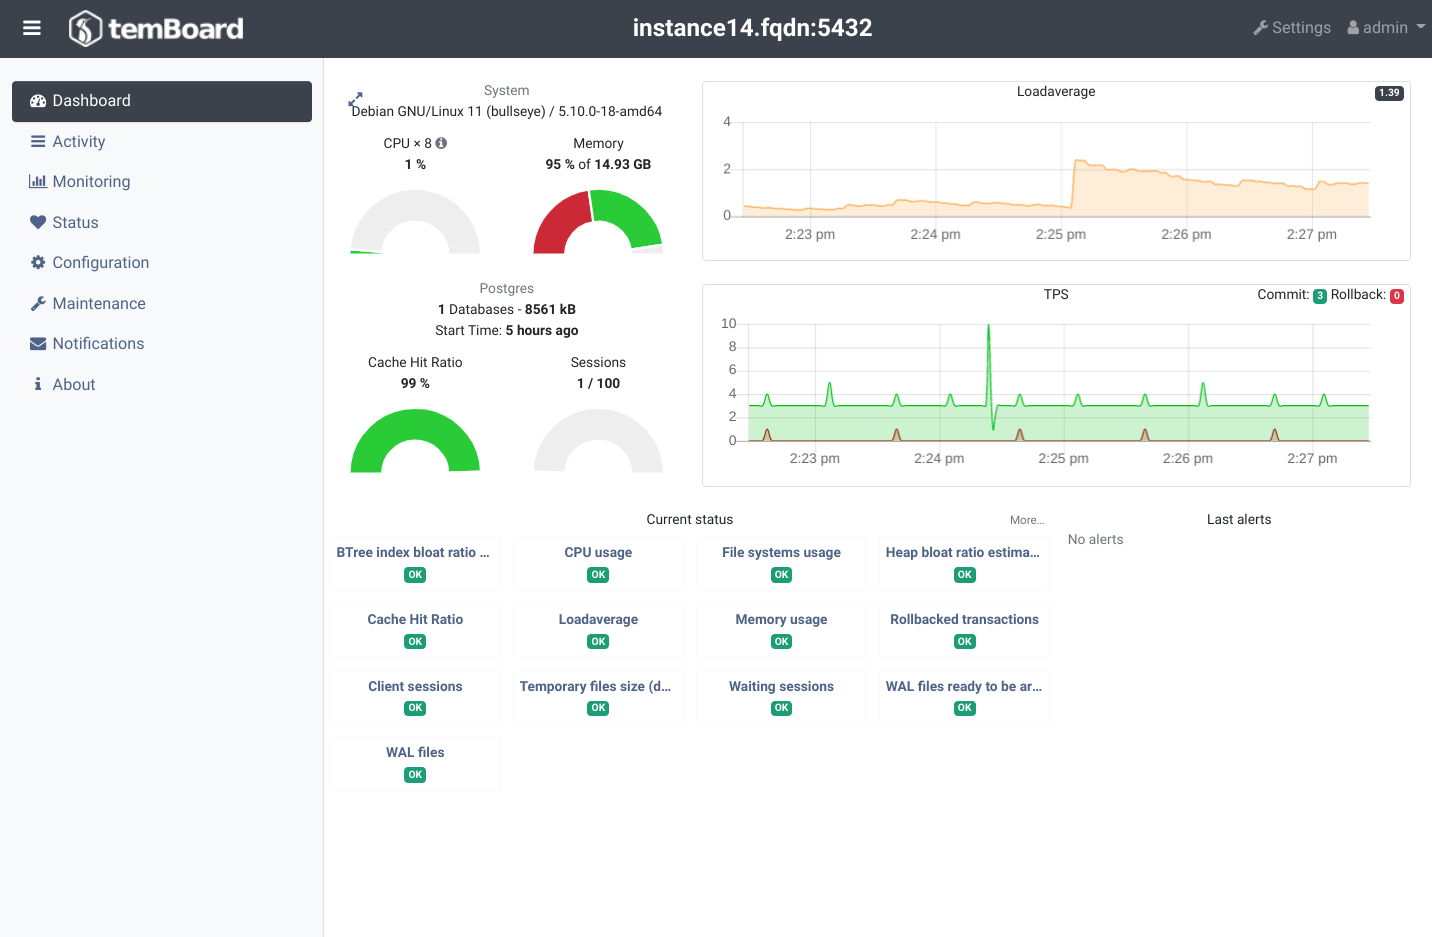 temBoard
instance14.fqdn:5432
Settings
admin
Dashboard
Activity
Monitoring
Status
Configuration
Maintenance
Notifications
About
System
Debian GNU/Linux 11 (bullseye) / 5.10.0-18-amd64
CPU × 8
1 %
Memory
95 % of 14.93 GB
Postgres
1 Databases - 8561 kB
Start Time: 5 hours ago
Cache Hit Ratio
99 %
Sessions
1 / 100
Loadaverage
1.39
4
2
0
2:23 pm 2:24 pm 2:25 pm 2:26 pm 2:27 pm
TPS
Commit: 3 Rollback: 0
10
8
6
4
2
0
2:23 pm 2:24 pm 2:25 pm 2:26 pm 2:27 pm
Current status
More...
BTree index bloat ratio ...
OK
CPU usage
OK
File systems usage
OK
Heap bloat ratio estima...
OK
Cache Hit Ratio
OK
Loadaverage
OK
Memory usage
OK
Rollbacked transactions
OK
Client sessions
OK
Temporary files size (d...
OK
Waiting sessions
OK
WAL files ready to be ar...
OK
WAL files
OK
Last alerts
No alerts